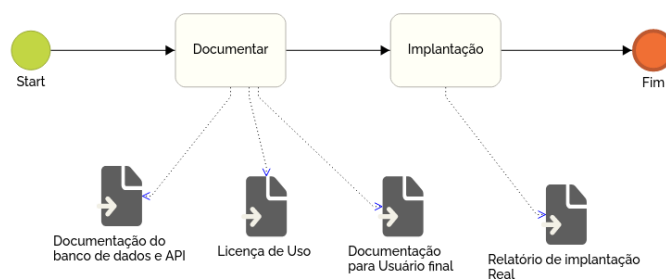 Documentar
Implantação
Start
Fim
Documentação do
banco de dados e API
Licença de Uso
Documentação
para Usuário final
Relatório de implantação
Real